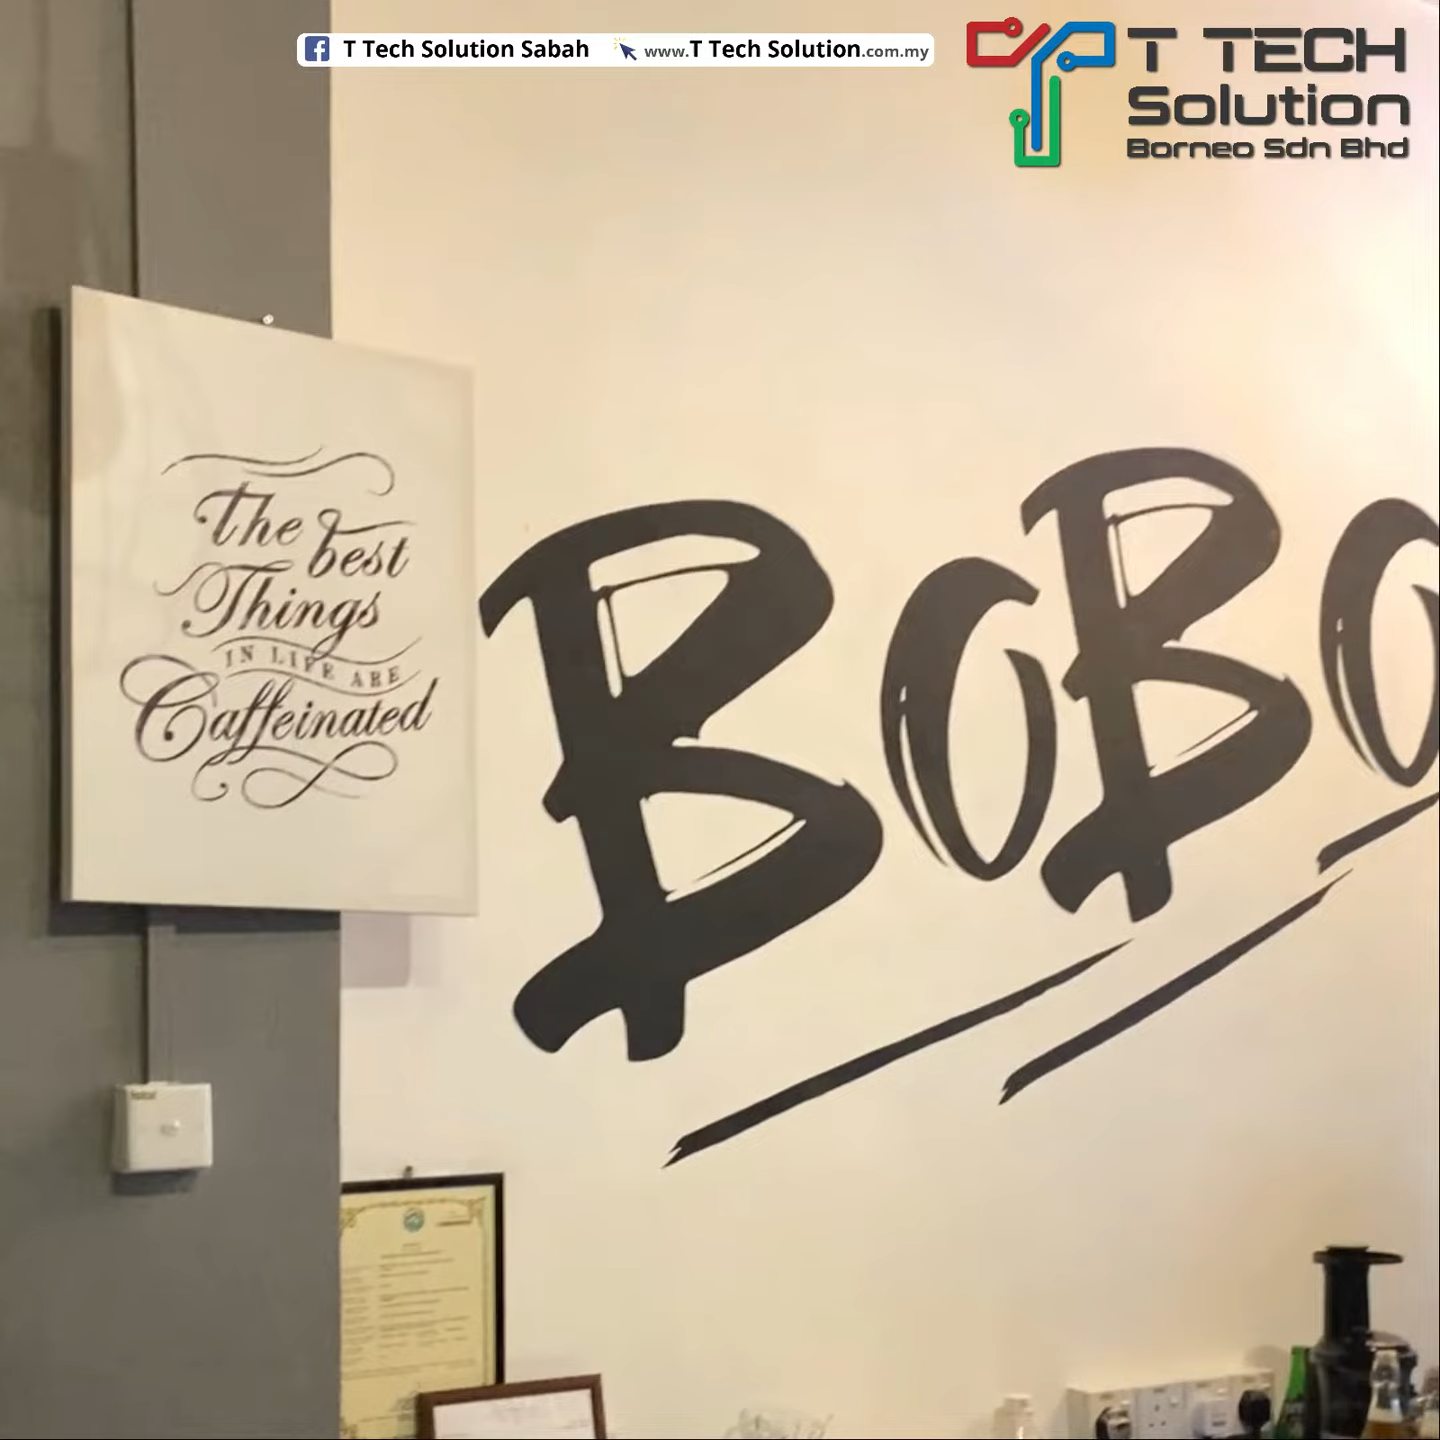 T Tech Solution Sabah
www.T Tech Solution.com.my
T TECH
Solution
Borneo Sdn Bhd
The best
Things
IN LIFE ARE
Caffeinated
BOBO